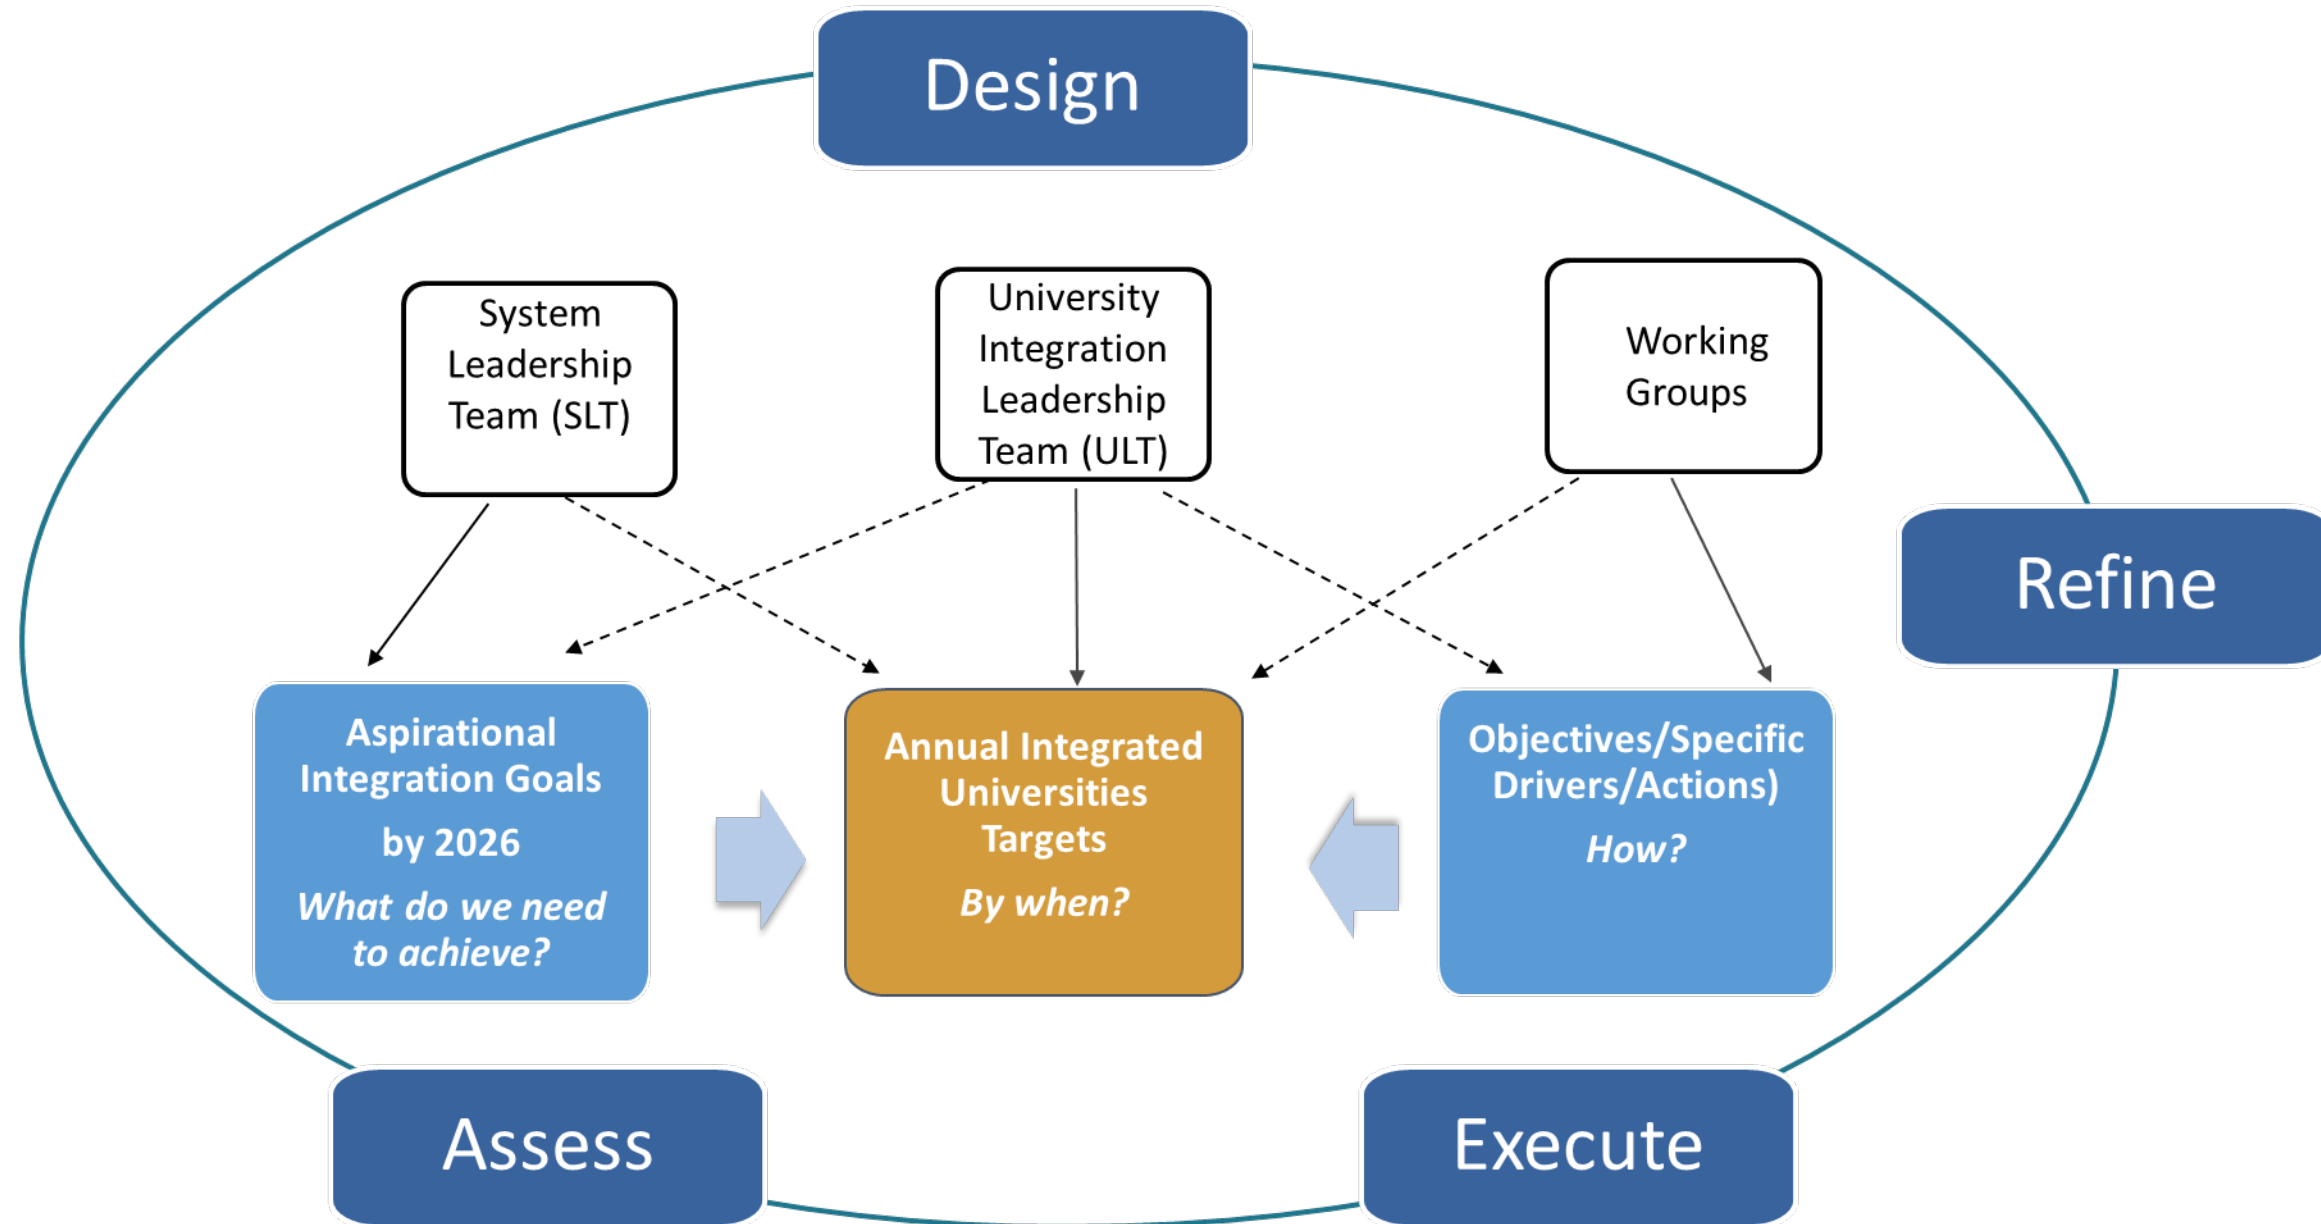 Design
System
Leadership
Team (SLT)
University
Integration
Leadership
Team (ULT)
Working
Groups
Refine
Aspirational
Integration Goals
by 2026
What do we need
to achieve?
Annual Integrated
Universities
Targets
By when?
Objectives/Specific
Drivers/Actions)
How?
Assess
Execute